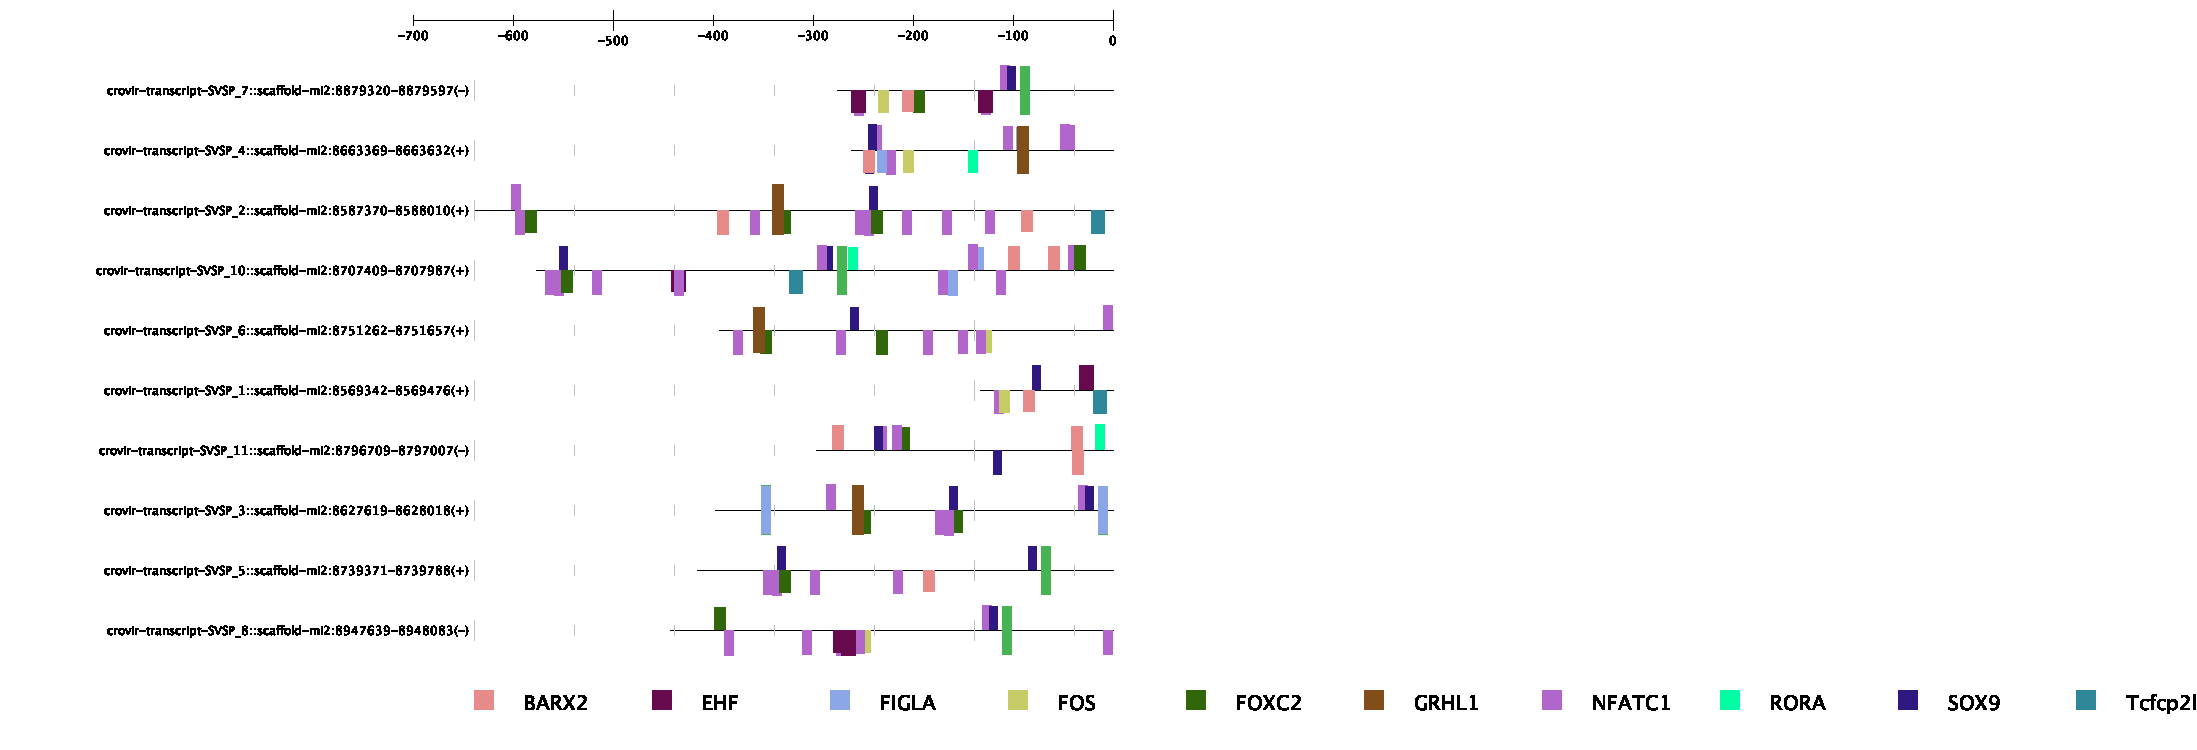 -700 -600 -500 -400 -300 -200 -100 0
crovir-transcript-SVSP_7::scaffold-mi2:8879320-8879597(-)
crovir-transcript-SVSP_4::scaffold-mi2:8663369-8663632(+)
crovir-transcript-SVSP_2::scaffold-mi2:8587370-8588010(+)
crovir-transcript-SVSP_10::scaffold-mi2:8707409-8707987(+)
crovir-transcript-SVSP_6::scaffold-mi2:8751262-8751657(+)
crovir-transcript-SVSP_1::scaffold-mi2:8569342-8569476(+)
crovir-transcript-SVSP_11::scaffold-mi2:8796709-8797007(-)
crovir-transcript-SVSP_3::scaffold-mi2:8627619-8628018(+)
crovir-transcript-SVSP_5::scaffold-mi2:8739371-8739788(+)
crovir-transcript-SVSP_8::scaffold-mi2:8947639-8948083(-)
BARX2 EHF FIGLA FOS FOXC2 GRHL1 NFATC1 RORA SOX9 Tcfcp2l